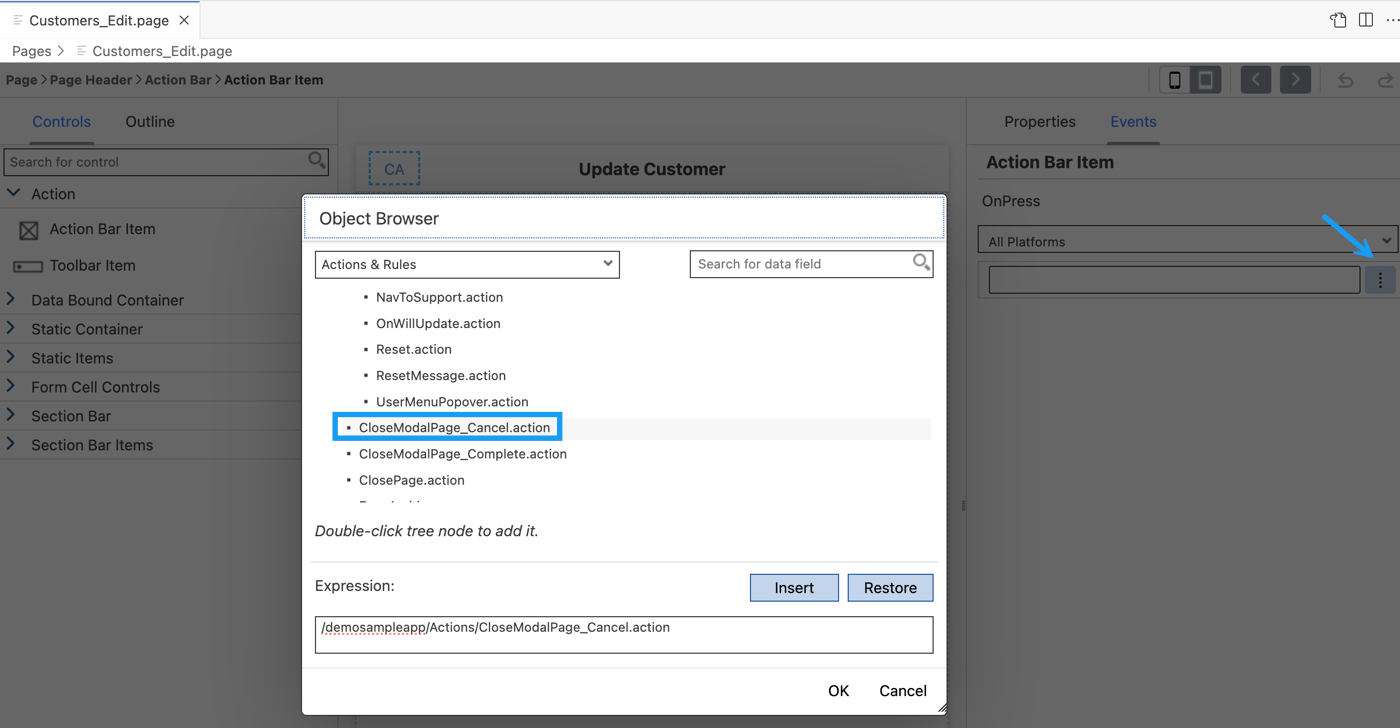 Customers_Edit.page
Pages > Customers_Edit.page
Page > Page Header > Action Bar > Action Bar Item
Controls Outline
Search for control
Action
Action Bar Item
Toolbar Item
Data Bound Container
Static Container
Static Items
Form Cell Controls
Section Bar
Section Bar Items
CA Update Customer
Object Browser
Actions & Rules
Search for data field
NavToSupport.action
OnWillUpdate.action
Reset.action
ResetMessage.action
UserMenuPopover.action
CloseModalPage_Cancel.action
CloseModalPage_Complete.action
ClosePage.action
Double-click tree node to add it.
Expression:
Insert Restore
/demosampleapp/Actions/CloseModalPage_Cancel.action
OK Cancel
Properties Events
Action Bar Item
OnPress
All Platforms